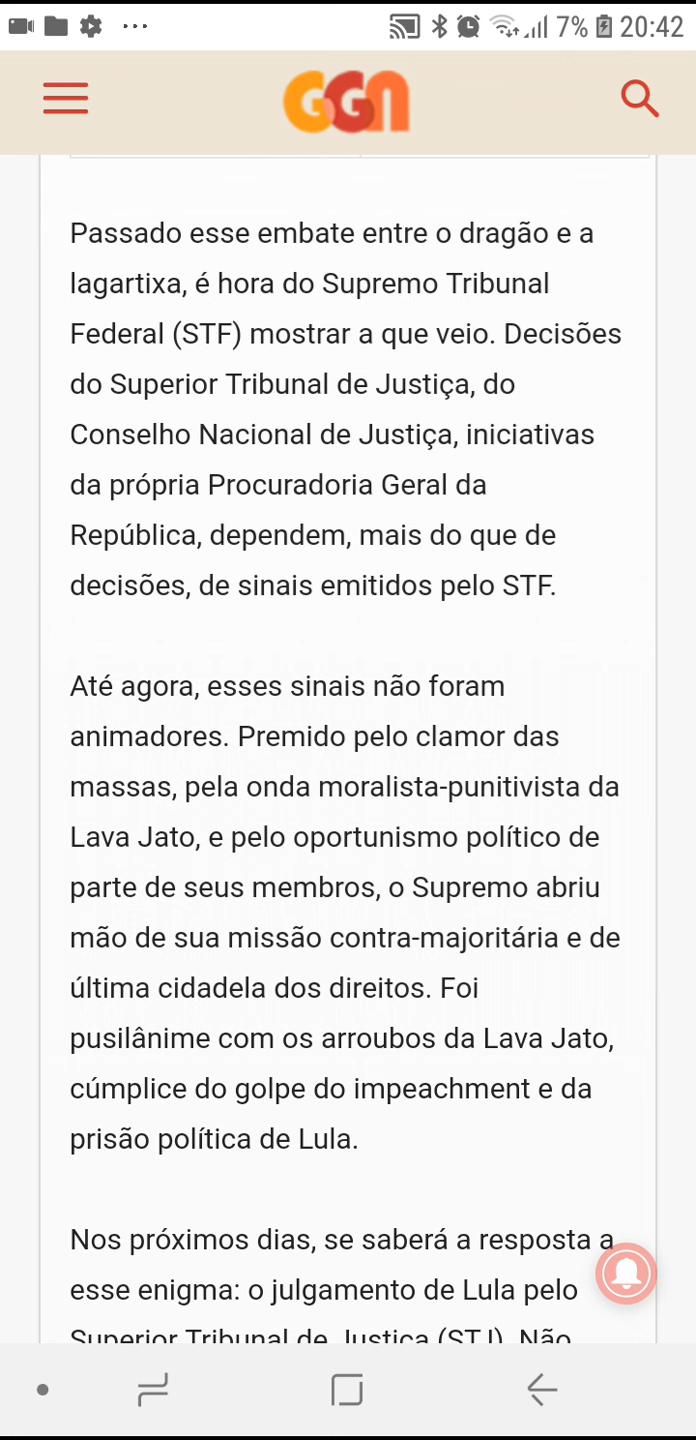 7% 20:42
GGN
Passado esse embate entre o dragão e a
lagartixa, é hora do Supremo Tribunal
Federal (STF) mostrar a que veio. Decisões
do Superior Tribunal de Justiça, do
Conselho Nacional de Justiça, iniciativas
da própria Procuradoria Geral da
República, dependem, mais do que de
decisões, de sinais emitidos pelo STF.
Até agora, esses sinais não foram
animadores. Premido pelo clamor das
massas, pela onda moralista-punitivista da
Lava Jato, e pelo oportunismo político de
parte de seus membros, o Supremo abriu
mão de sua missão contra-majoritária e de
última cidadela dos direitos. Foi
pusilânime com os arroubos da Lava Jato,
cúmplice do golpe do impeachment e da
prisão política de Lula.
Nos próximos dias, se saberá a resposta a
esse enigma: o julgamento de Lula pelo
Superior Tribunal de Justiça (STJ). Não